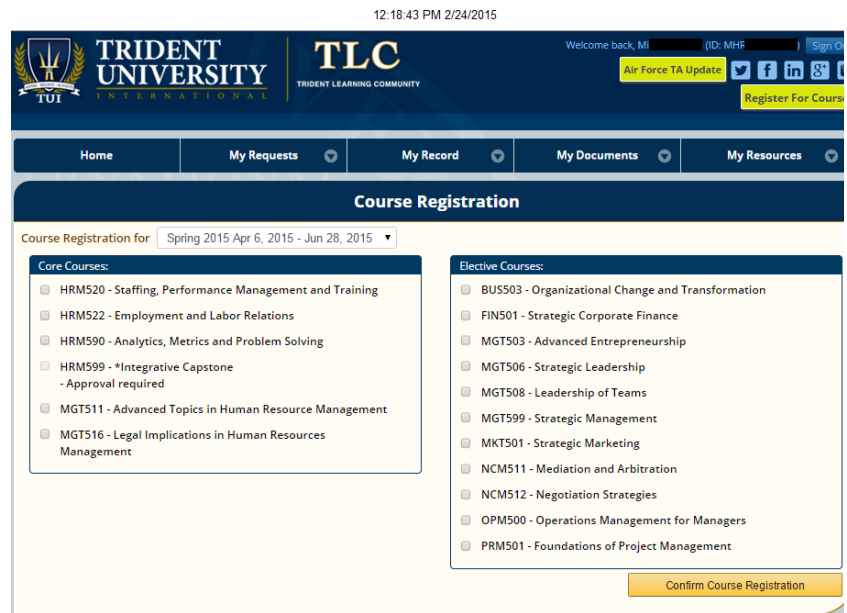 12:18:43 PM 2/24/2015
TRIDENT
UNIVERSITY
INTERNATIONAL
TUI
TLC
TRIDENT LEARNING COMMUNITY
Welcome back, Mi (ID: MHR ) Sign O
Air Force TA Update
Register For Course
Home My Requests My Record My Documents My Resources
Course Registration
Course Registration for Spring 2015 Apr 6, 2015 - Jun 28, 2015
Core Courses:
HRM520 - Staffing, Performance Management and Training
HRM522 - Employment and Labor Relations
HRM590 - Analytics, Metrics and Problem Solving
HRM599 - *Integrative Capstone
- Approval required
MGT511 - Advanced Topics in Human Resource Management
MGT516 - Legal Implications in Human Resources
Management
Elective Courses:
BUS503 - Organizational Change and Transformation
FIN501 - Strategic Corporate Finance
MGT503 - Advanced Entrepreneurship
MGT506 - Strategic Leadership
MGT508 - Leadership of Teams
MGT599 - Strategic Management
MKT501 - Strategic Marketing
NCM511 - Mediation and Arbitration
NCM512 - Negotiation Strategies
OPM500 - Operations Management for Managers
PRM501 - Foundations of Project Management
Confirm Course Registration